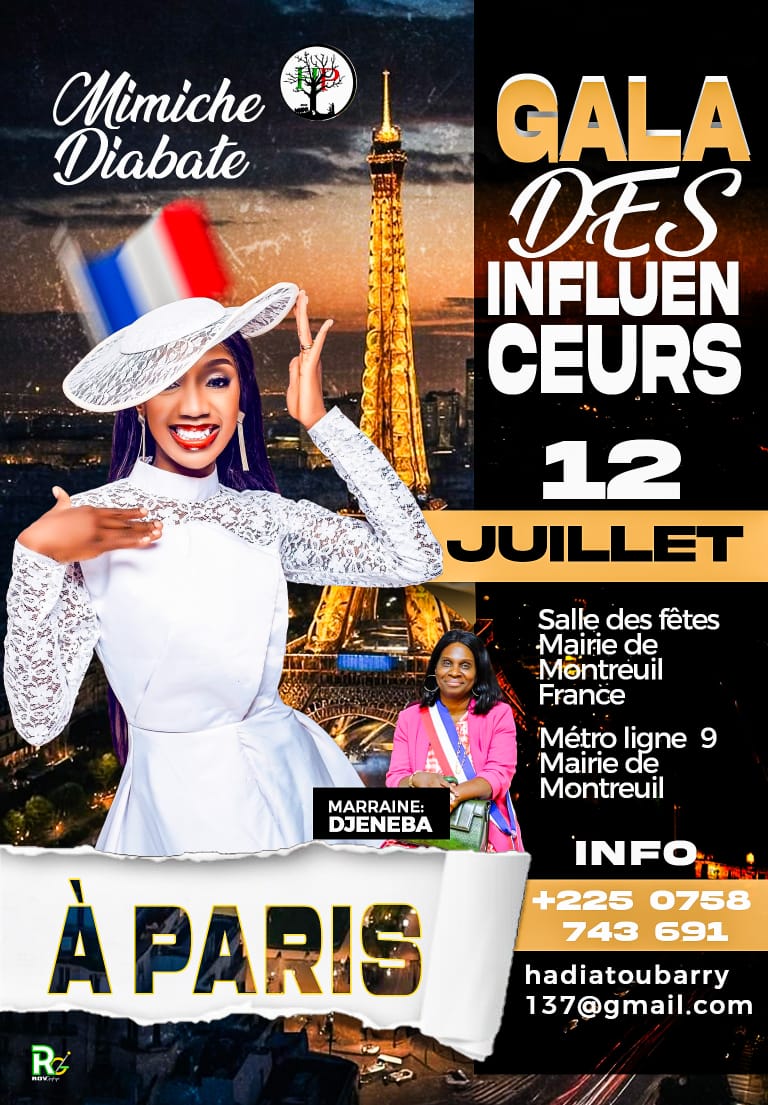 Mimiche
Diabate
P
GALA
DES
INFLUEN
CEURS
12
JUILLET
Salle des fêtes
Mairie de
Montreuil
France
Métro ligne 9
Mairie de
Montreuil
MARRAINE:
DJENEBA
INFO
+225 0758
743 691
hadiatoubarry
137@gmail.com
À PARIS
RG